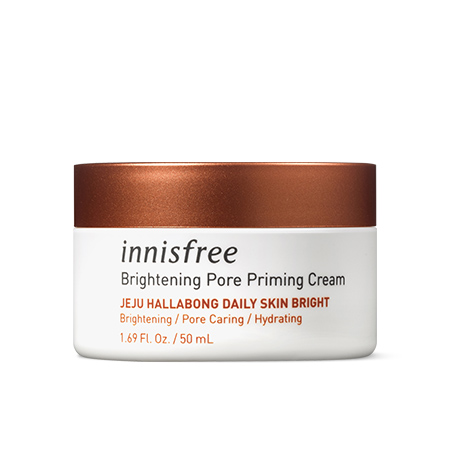 innisfree
Brightening Pore Priming Cream
JEJU HALLABONG DAILY SKIN BRIGHT
Brightening / Pore Caring / Hydrating
1.69 Fl. Oz. / 50 mL